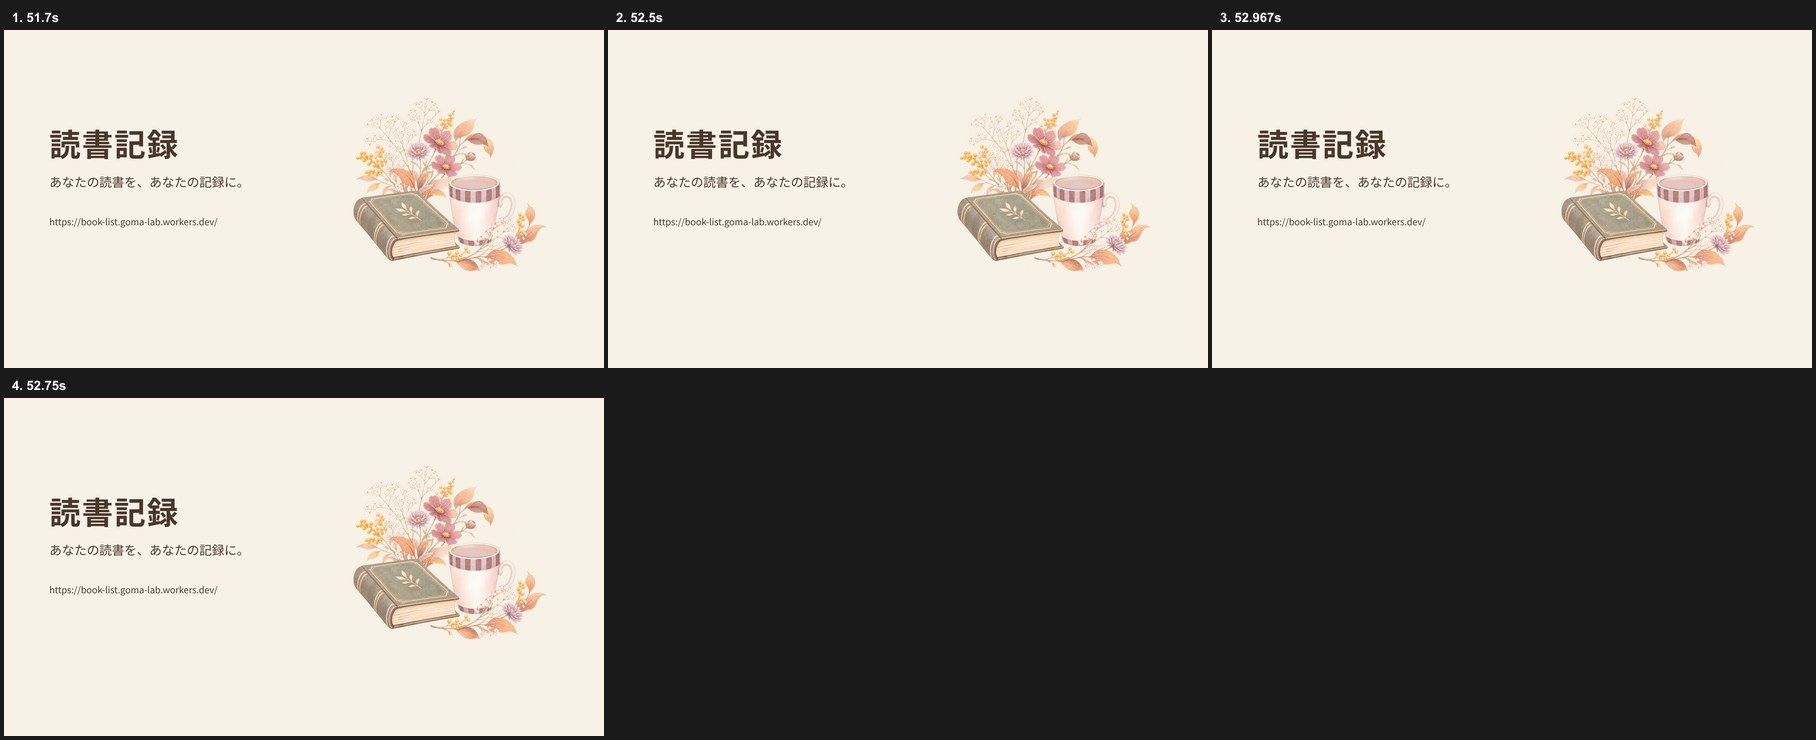 1. 51.7s
読書記録
あなたの読書を、あなたの記録に。
https://book-list.goma-lab.workers.dev/
2. 52.5s
読書記録
あなたの読書を、あなたの記録に。
https://book-list.goma-lab.workers.dev/
3. 52.967s
読書記録
あなたの読書を、あなたの記録に。
https://book-list.goma-lab.workers.dev/
4. 52.75s
読書記録
あなたの読書を、あなたの記録に。
https://book-list.goma-lab.workers.dev/